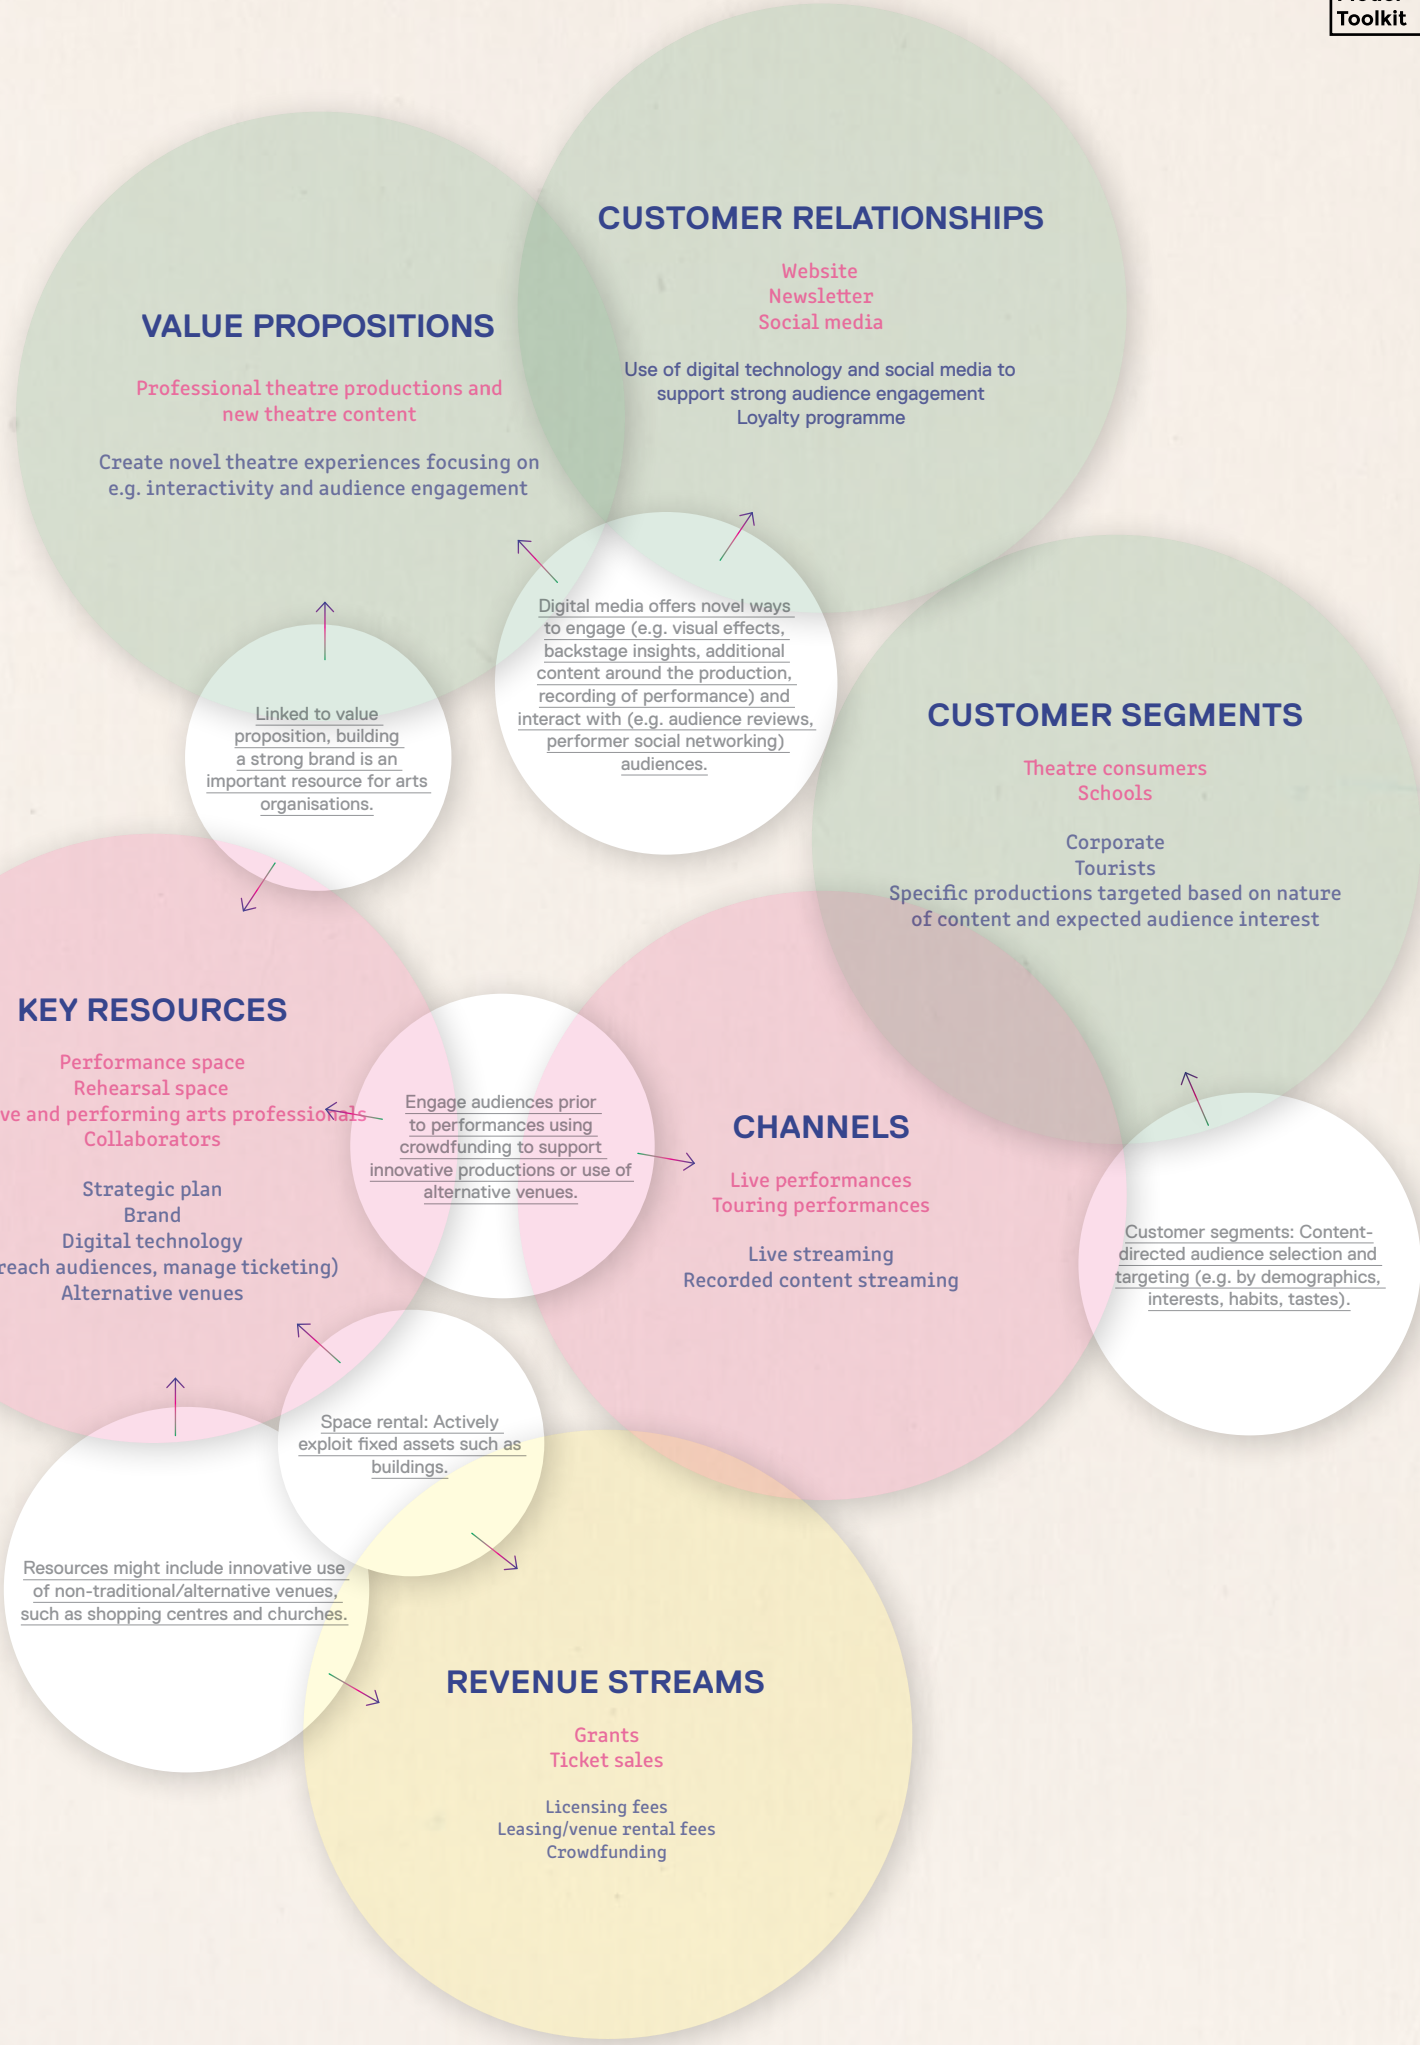 Toolkit
CUSTOMER RELATIONSHIPS
Website
Newsletter
Social media
Use of digital technology and social media to
support strong audience engagement
Loyalty programme
VALUE PROPOSITIONS
Professional theatre productions and
new theatre content
Create novel theatre experiences focusing on
e.g. interactivity and audience engagement
Digital media offers novel ways
to engage (e.g. visual effects,
backstage insights, additional
content around the production,
recording of performance) and
interact with (e.g. audience reviews,
performer social networking)
audiences.
Linked to value
proposition, building
a strong brand is an
important resource for arts
organisations.
CUSTOMER SEGMENTS
Theatre consumers
Schools
Corporate
Tourists
Specific productions targeted based on nature
of content and expected audience interest
KEY RESOURCES
Performance space
Rehearsal space
and performing arts professionals
Collaborators
Strategic plan
Brand
Digital technology
reach audiences, manage ticketing)
Alternative venues
Engage audiences prior
to performances using
crowdfunding to support
innovative productions or use of
alternative venues.
CHANNELS
Live performances
Touring performances
Live streaming
Recorded content streaming
Customer segments: Content-
directed audience selection and
targeting (e.g. by demographics,
interests, habits, tastes).
Space rental: Actively
exploit fixed assets such as
buildings.
Resources might include innovative use
of non-traditional/alternative venues,
such as shopping centres and churches.
REVENUE STREAMS
Grants
Ticket sales
Licensing fees
Leasing/venue rental fees
Crowdfunding